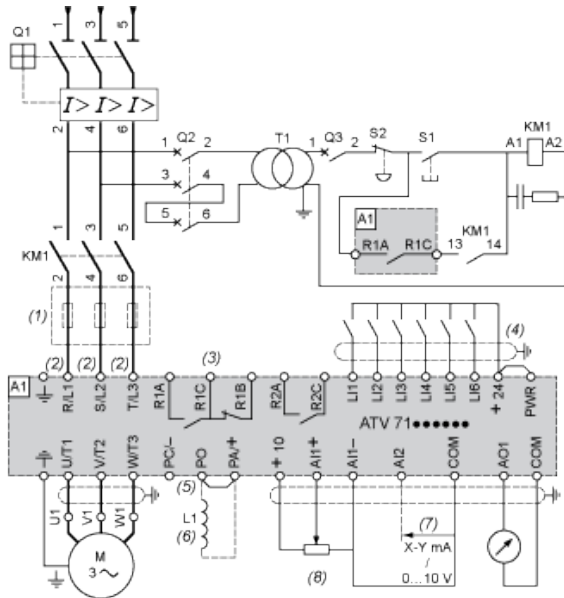 Q1
1 3 5
I> I> I>
2 4 6
1 Q2 2
3 4
5 6
T1
1 Q3 2
S2
S1
KM1
A1 A2
A1
R1A R1C
KM1
13 14
KM1
1 3 5
2 4 6
(1)
(2) (2) (2)
(3)
(4)
A1
R/L1 S/L2 T/L3 R1A R1C R1B R2A R2C LI1 LI2 LI3 LI4 LI5 LI6 + 24 PWR
ATV 71••••••
U/T1 V/T2 W/T3 PC/- PO PA/+ + 10 AI1+ AI1- AI2 COM AO1 COM
(5)
U1 V1 W1
L1
(6)
(7)
X-Y mA
/
0...10 V
(8)
M
3 ~